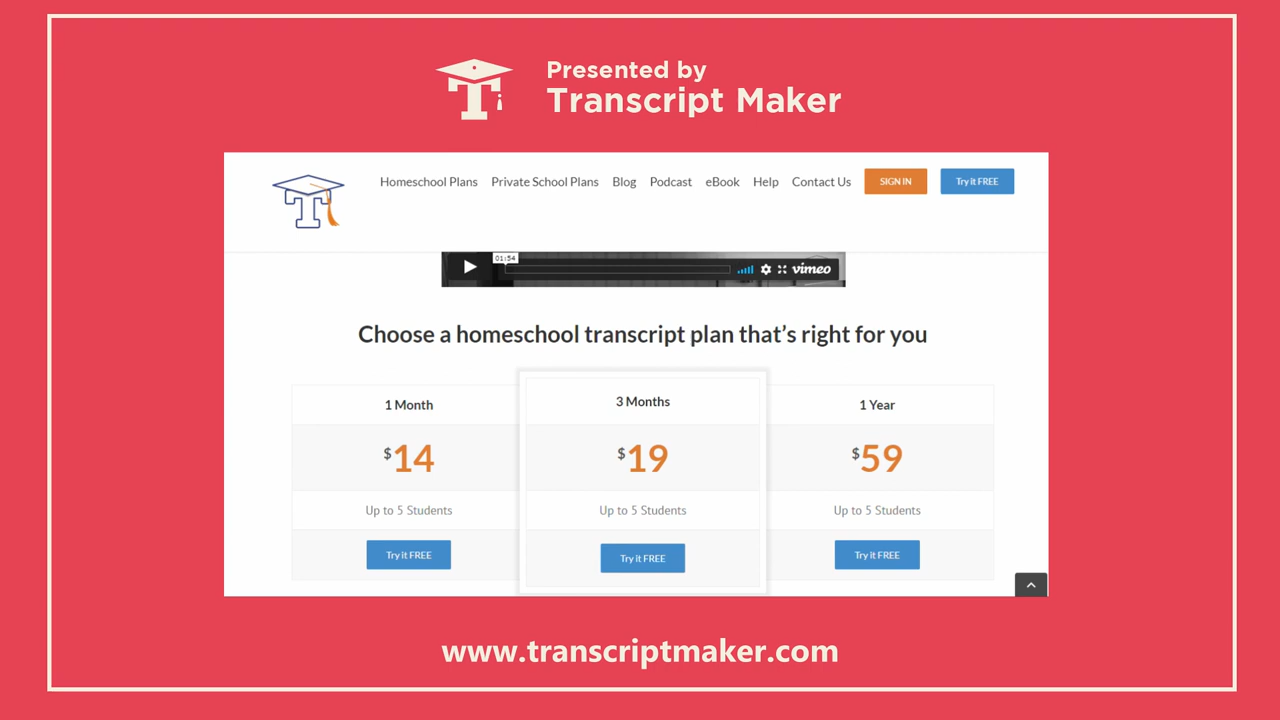 Presented by
Transcript Maker
Homeschool Plans Private School Plans Blog Podcast eBook Help Contact Us SIGN IN Try it FREE
01:54
vimeo
Choose a homeschool transcript plan that's right for you
1 Month 3 Months 1 Year
$14 $19 $59
Up to 5 Students Up to 5 Students Up to 5 Students
Try it FREE Try it FREE Try it FREE
www.transcriptmaker.com